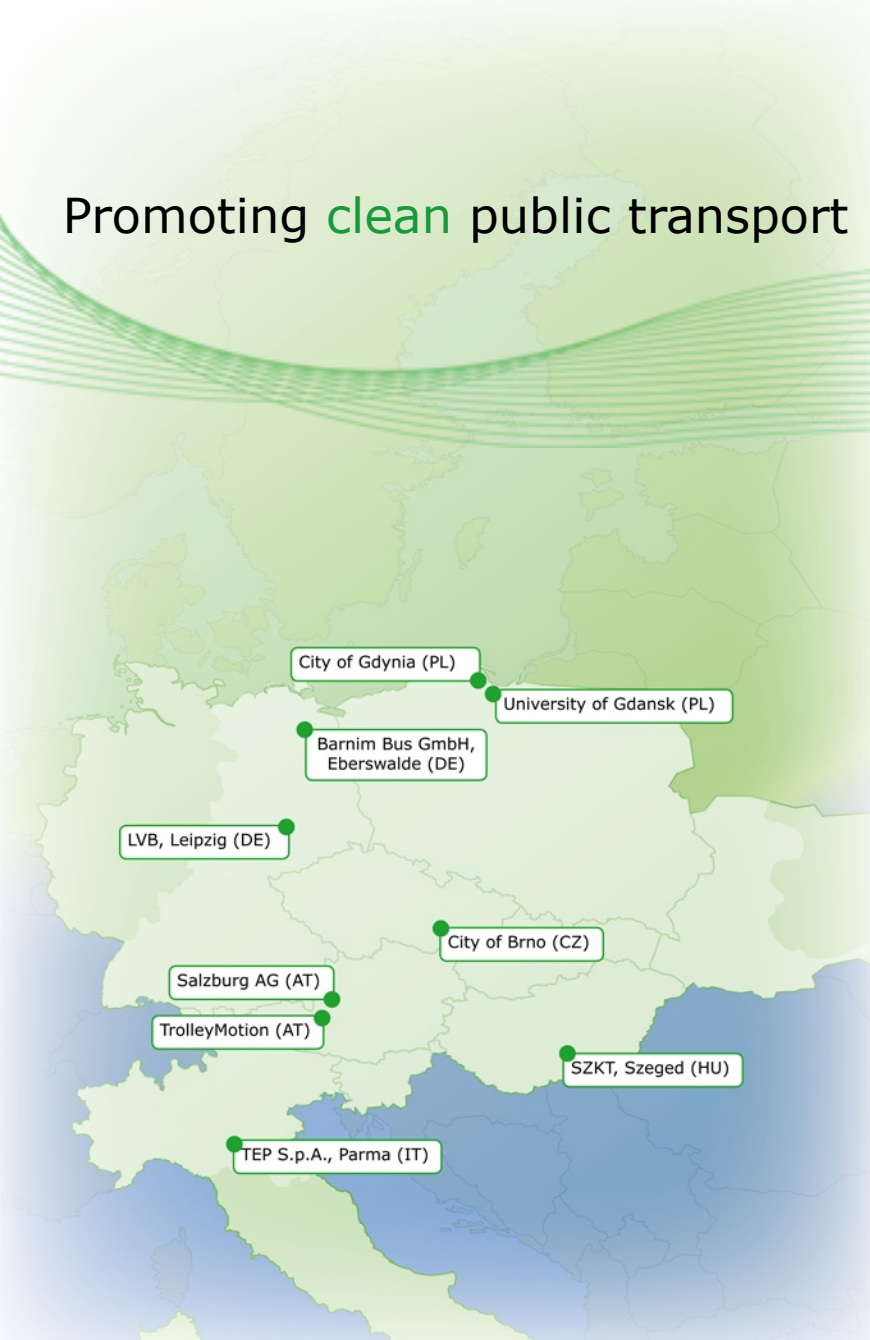 Promoting clean public transport
City of Gdynia (PL)
University of Gdansk (PL)
Barnim Bus GmbH,
Eberswalde (DE)
LVB, Leipzig (DE)
City of Brno (CZ)
Salzburg AG (AT)
TrolleyMotion (AT)
SZKT, Szeged (HU)
TEP S.p.A., Parma (IT)